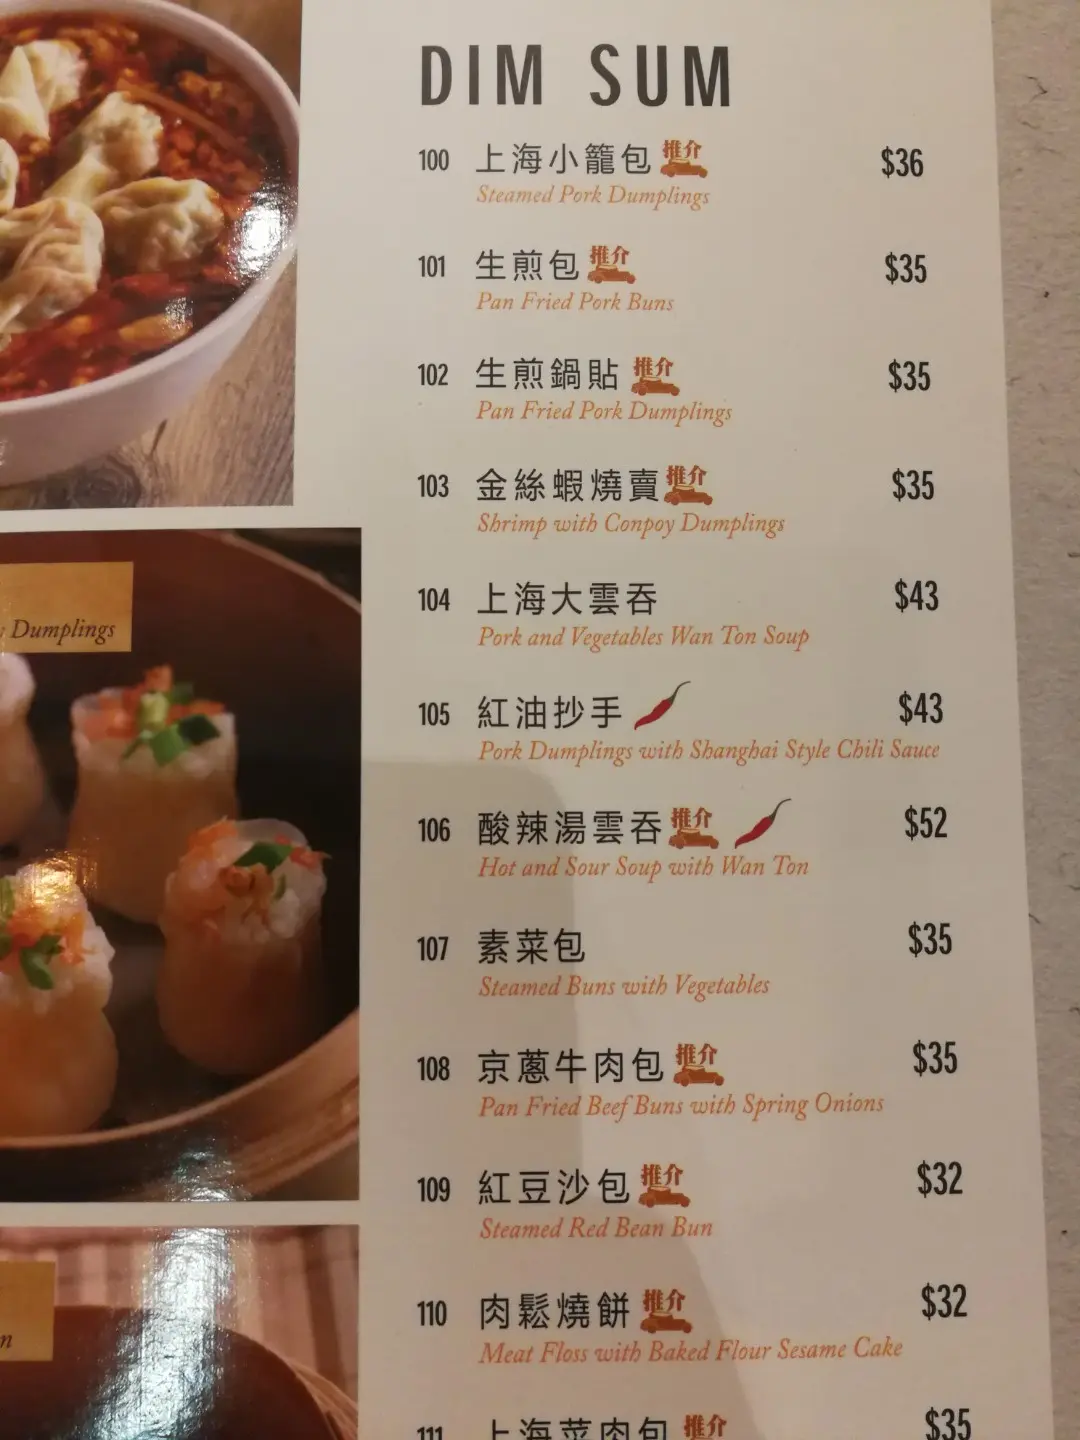 DIM SUM
100 上海小籠包 推介 $36
Steamed Pork Dumplings
101 生煎包 推介 $35
Pan Fried Pork Buns
102 生煎鍋貼 推介 $35
Pan Fried Pork Dumplings
103 金絲蝦燒賣 推介 $35
Shrimp with Conpoy Dumplings
104 上海大雲吞 $43
Pork and Vegetables Wan Ton Soup
105 紅油抄手 $43
Pork Dumplings with Shanghai Style Chili Sauce
106 酸辣湯雲吞 推介 $52
Hot and Sour Soup with Wan Ton
107 素菜包 $35
Steamed Buns with Vegetables
108 京蔥牛肉包 推介 $35
Pan Fried Beef Buns with Spring Onions
109 紅豆沙包 推介 $32
Steamed Red Bean Bun
110 肉鬆燒餅 推介 $32
Meat Floss with Baked Flour Sesame Cake
111 上海菜肉包 推介 $35
Dumplings